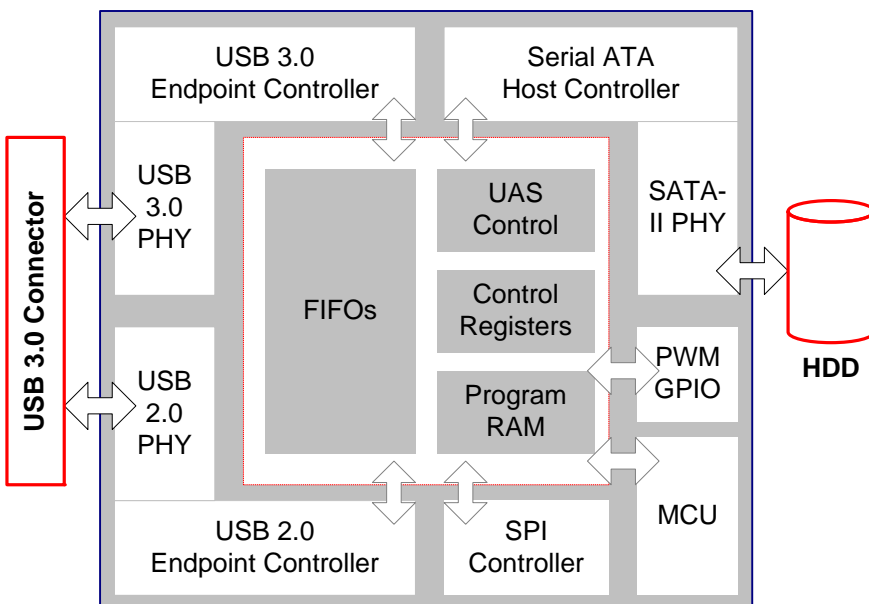 USB 3.0
Endpoint Controller
Serial ATA
Host Controller
USB 3.0 Connector
USB
3.0
PHY
UAS
Control
SATA-
II PHY
FIFOs
Control
Registers
HDD
USB
2.0
PHY
Program
RAM
PWM
GPIO
USB 2.0
Endpoint Controller
SPI
Controller
MCU